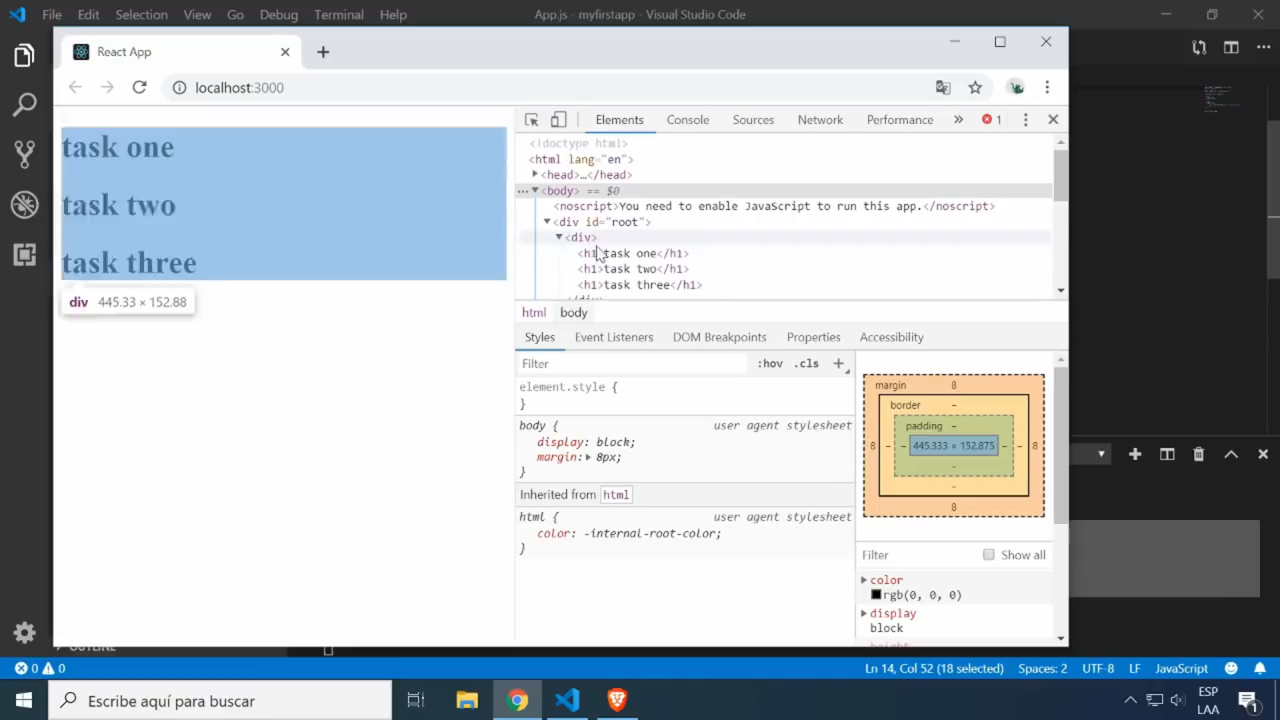 File Edit Selection View Go Debug Terminal Help App.js - myfirstapp - Visual Studio Code
React App
localhost:3000
Elements Console Sources Network Performance » 1
task one
task two
task three
div 445.33 × 152.88
<!doctype html>
<html lang="en">
<head>…</head>
… <body> == $0
<noscript>You need to enable JavaScript to run this app.</noscript>
<div id="root">
<div>
<h1>task one</h1>
<h1>task two</h1>
<h1>task three</h1>
</div>
html body
Styles Event Listeners DOM Breakpoints Properties Accessibility
Filter :hov .cls +
element.style {
}
body { user agent stylesheet
display: block;
margin: 8px;
}
Inherited from html
html { user agent stylesheet
color: -internal-root-color;
}
margin 8
border –
padding –
8 – – 445.333 × 152.875 – – 8
–
–
8
Filter Show all
color
rgb(0, 0, 0)
display
block
height
OUTLINE
0 0 Ln 14, Col 52 (18 selected) Spaces: 2 UTF-8 LF JavaScript
Escribe aquí para buscar
ESP
LAA
1